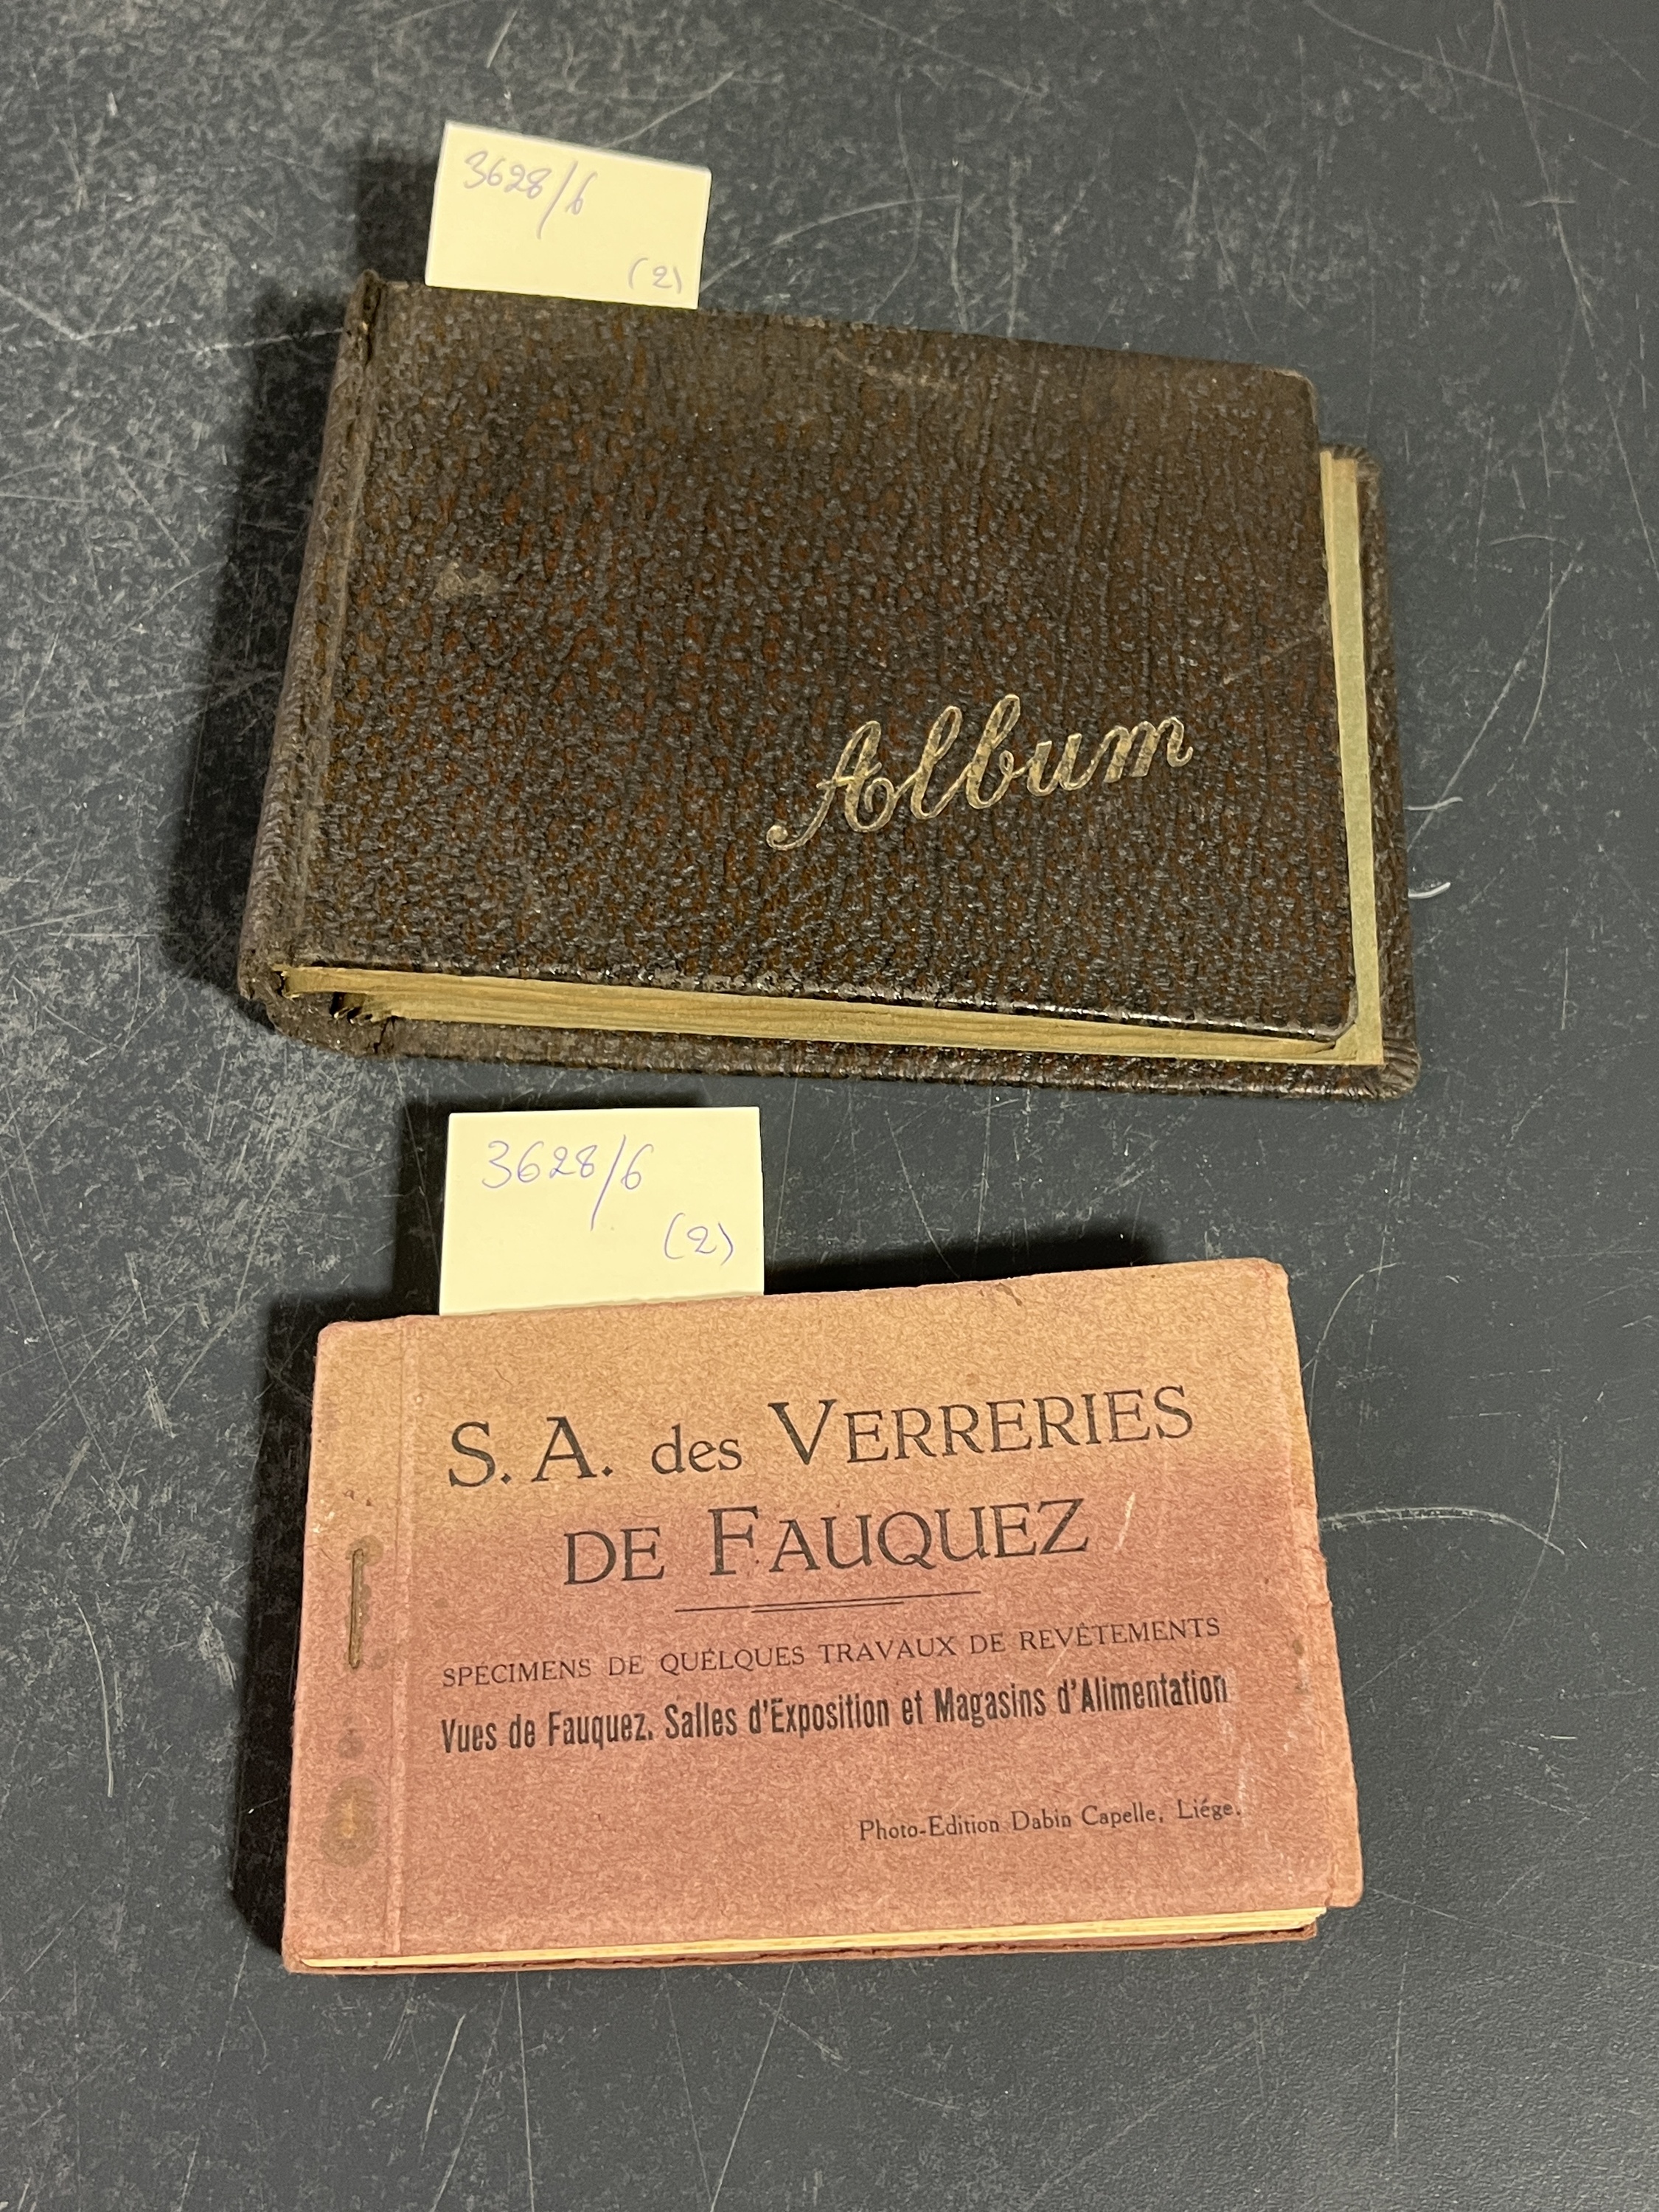 3628/6
(2)
Album
3628/6
(2)
S. A. des VERRERIES
DE FAUQUEZ
SPÉCIMENS DE QUÉLQUES TRAVAUX DE REVÊTEMENTS
Vues de Fauquez, Salles d'Exposition et Magasins d'Alimentation
Photo-Edition Dabin Capelle, Liége.